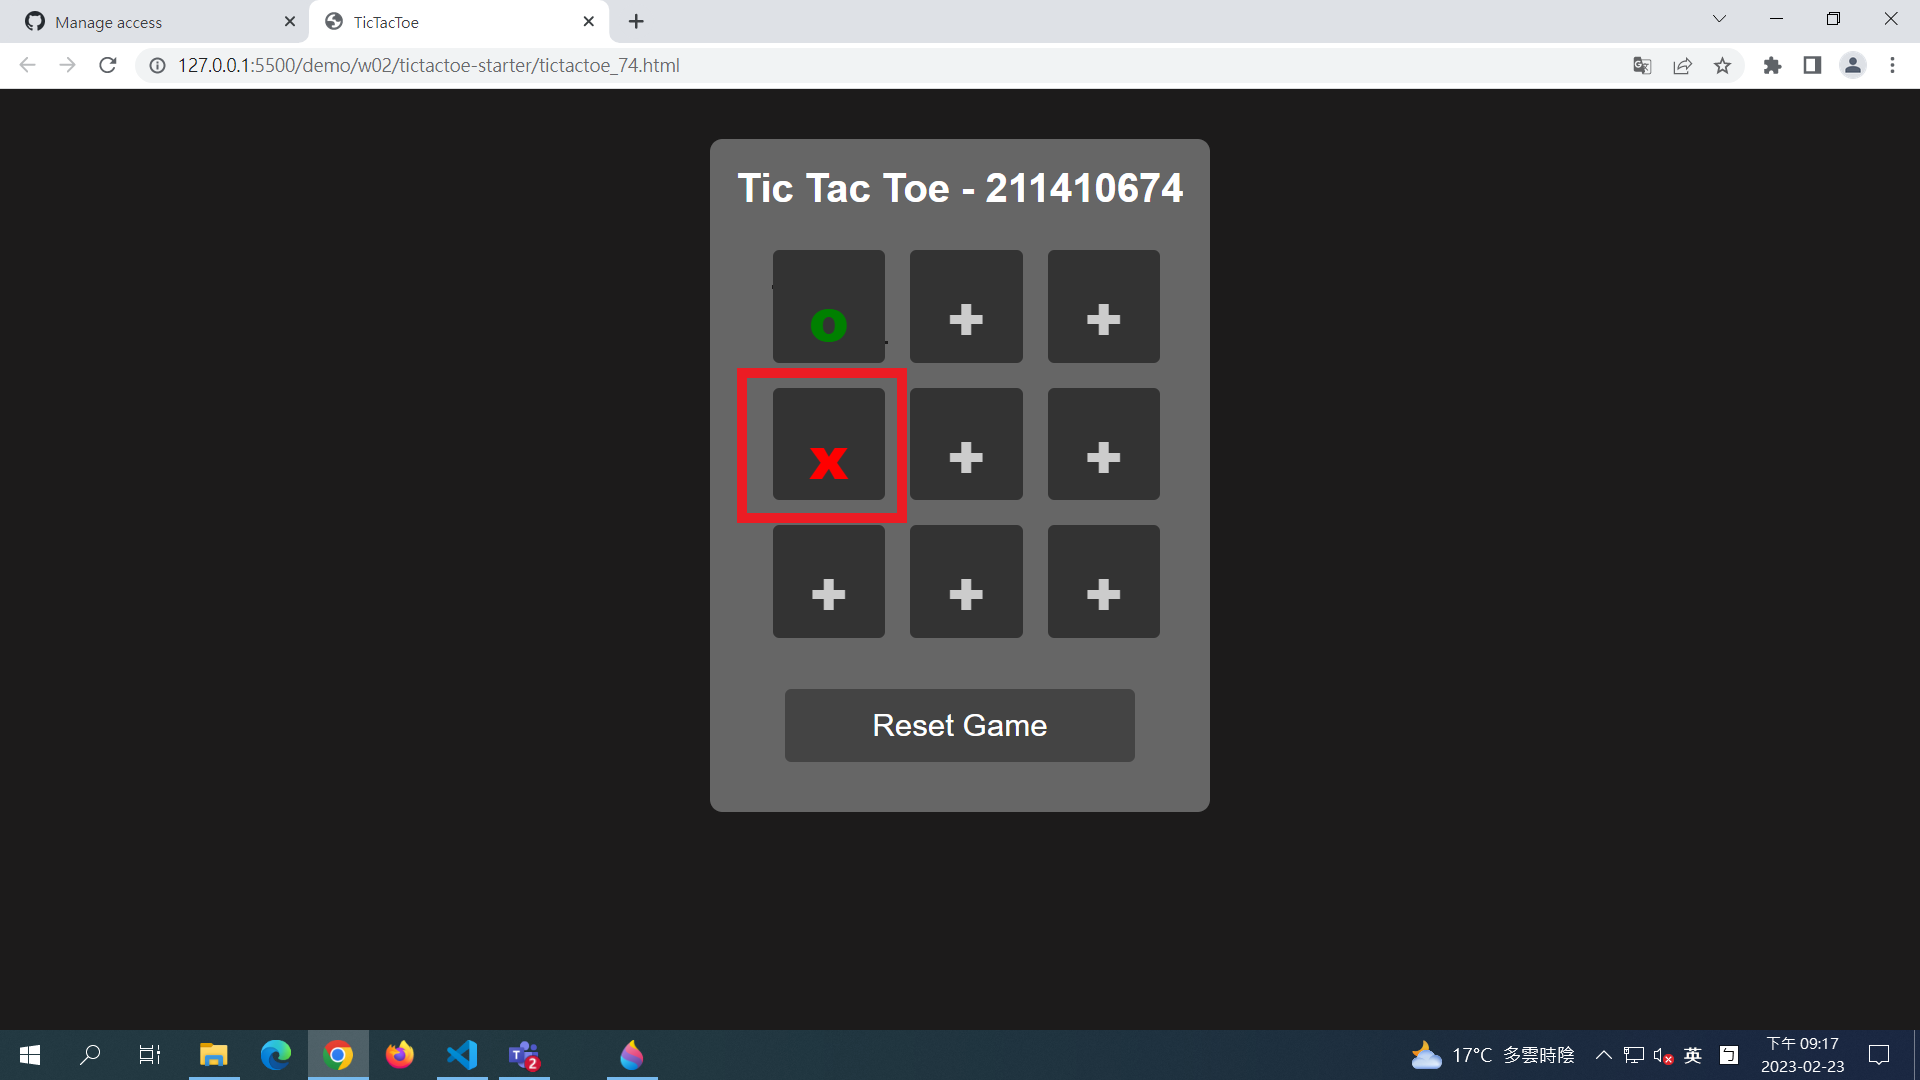 Manage access
TicTacToe
127.0.0.1:5500/demo/w02/tictactoe-starter/tictactoe_74.html
Tic Tac Toe - 211410674
o + +
x + +
+ + +
Reset Game
2
17°C 多雲時陰
英
ㄅ
下午 09:17
2023-02-23